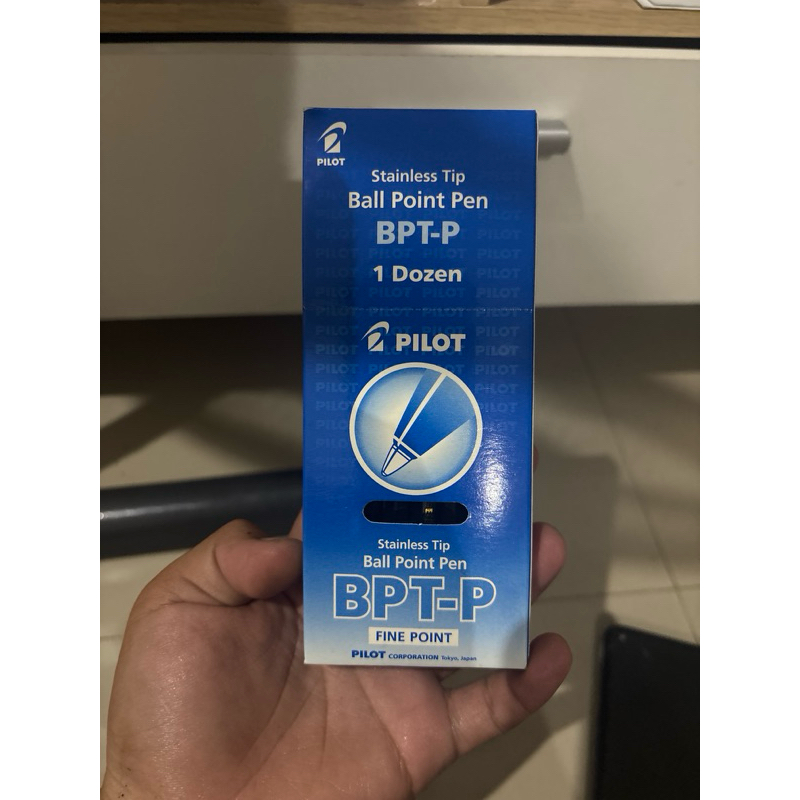 PILOT
Stainless Tip
Ball Point Pen
BPT-P
1 Dozen
PILOT
Stainless Tip
Ball Point Pen
BPT-P
FINE POINT
PILOT CORPORATION Tokyo, Japan